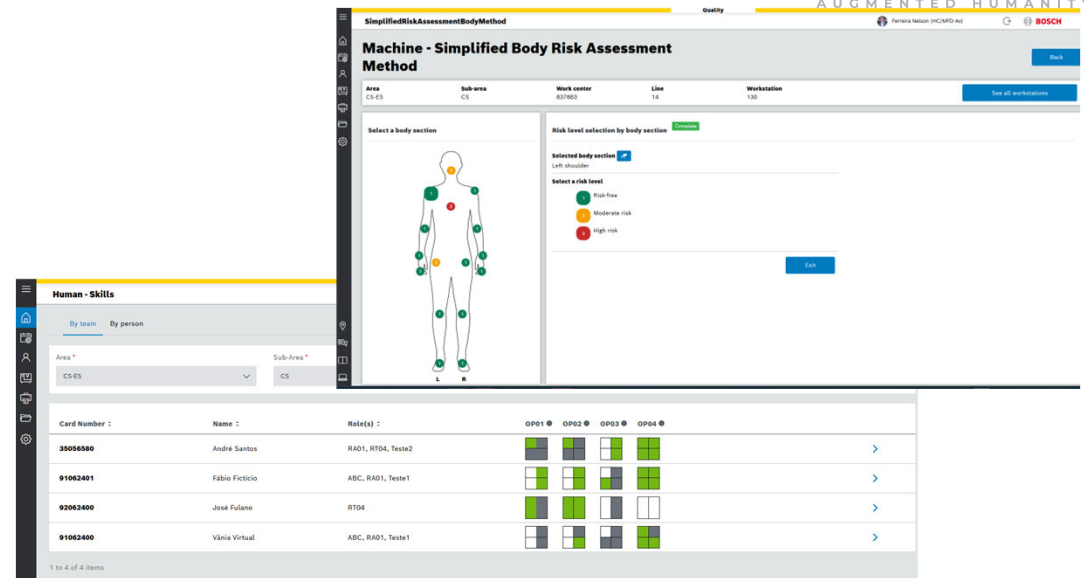 AUGMENTED HUMANITY
Quality
SimplifiedRiskAssessmentBodyMethod
Ferreira Nelson (HC/MFD-Av)
BOSCH
Machine - Simplified Body Risk Assessment
Method
Back
Area
Sub-area
Work center
Line
Workstation
CS-ES
CS
837883
14
130
See all workstations
Select a body section
Risk level selection by body section
Complete
Selected body section
Left shoulder
Select a risk level
1 Risk-free
2 Moderate risk
3 High risk
Exit
L R
Human - Skills
By team
By person
Area *
Sub-Area *
CS-ES
CS
Card Number
Name
Role(s)
OP01
OP02
OP03
OP04
35056580
André Santos
RA01, RT04, Teste2
91062401
Fábio Fictício
ABC, RA01, Teste1
92062400
José Fulano
RT04
91062400
Vânia Virtual
ABC, RA01, Teste1
1 to 4 of 4 items